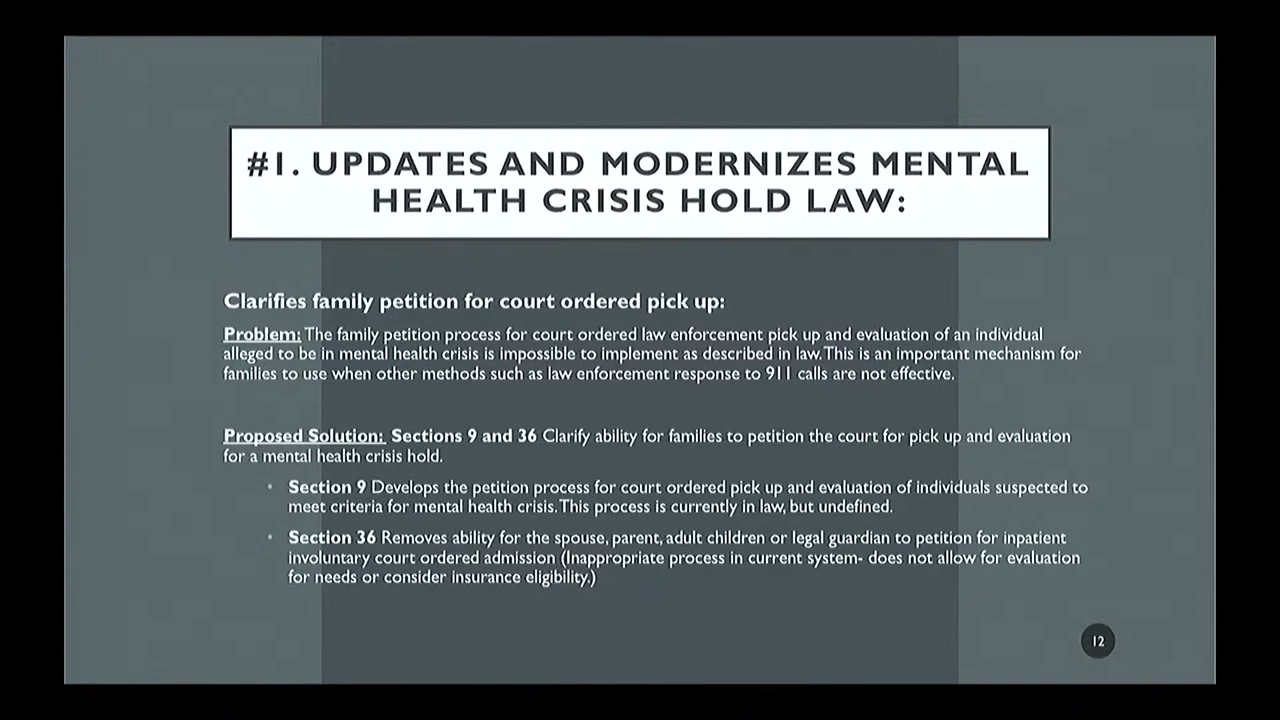 #1. UPDATES AND MODERNIZES MENTAL
HEALTH CRISIS HOLD LAW:
Clarifies family petition for court ordered pick up:
Problem: The family petition process for court ordered law enforcement pick up and evaluation of an individual
alleged to be in mental health crisis is impossible to implement as described in law. This is an important mechanism for
families to use when other methods such as law enforcement response to 911 calls are not effective.
Proposed Solution: Sections 9 and 36 Clarify ability for families to petition the court for pick up and evaluation
for a mental health crisis hold.
• Section 9 Develops the petition process for court ordered pick up and evaluation of individuals suspected to
meet criteria for mental health crisis. This process is currently in law, but undefined.
• Section 36 Removes ability for the spouse, parent, adult children or legal guardian to petition for inpatient
involuntary court ordered admission (Inappropriate process in current system- does not allow for evaluation
for needs or consider insurance eligibility.)
12